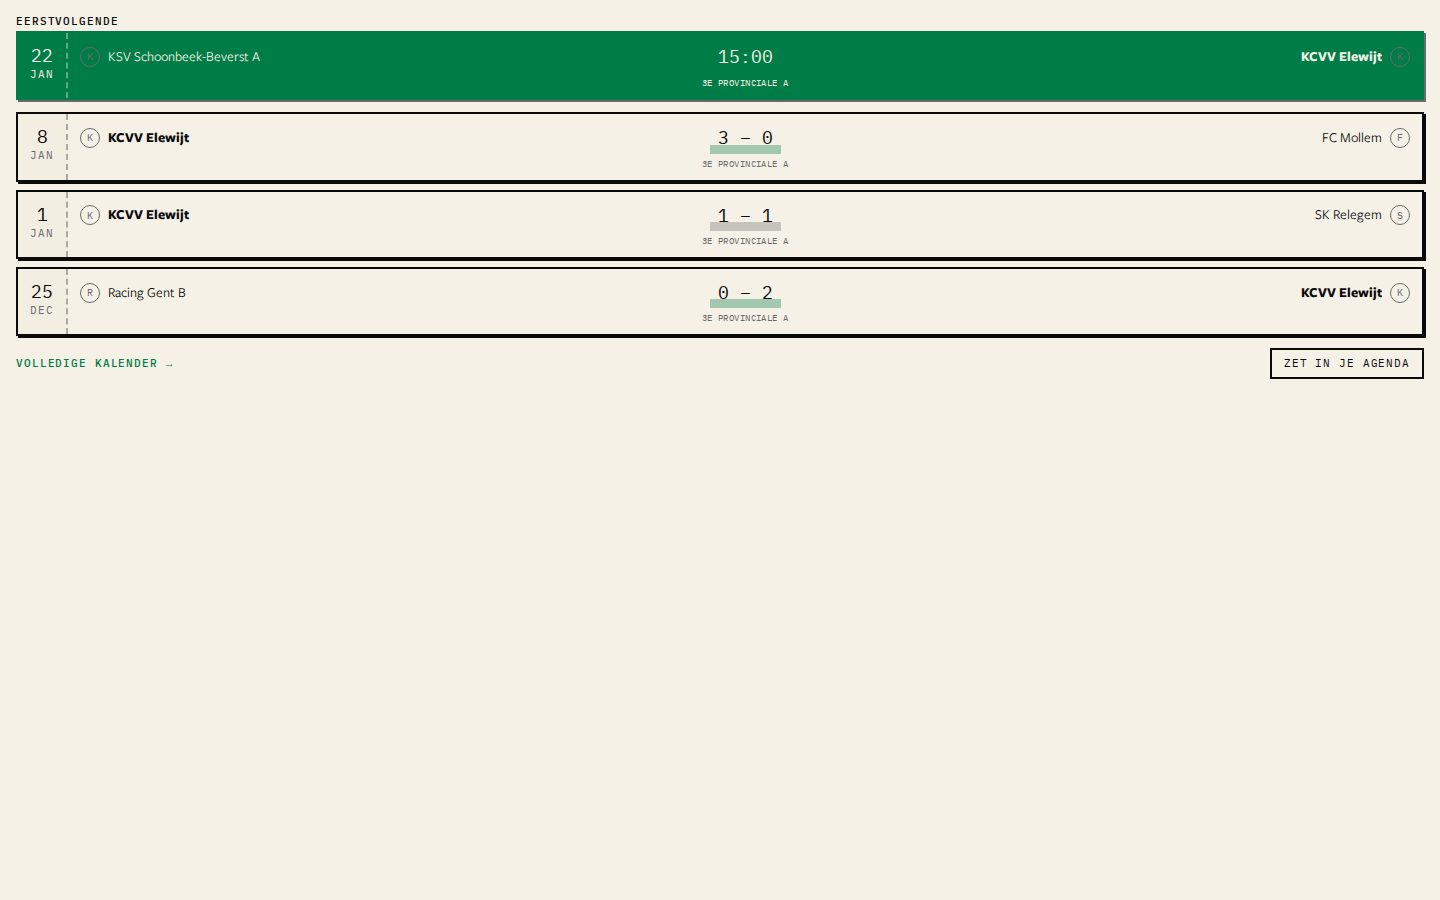 EERSTVOLGENDE
22 JAN K KSV Schoonbeek-Beverst A 15:00 KCVV Elewijt K
3E PROVINCIALE A
8 JAN K KCVV Elewijt 3 – 0 FC Mollem F
3E PROVINCIALE A
1 JAN K KCVV Elewijt 1 – 1 SK Relegem S
3E PROVINCIALE A
25 DEC R Racing Gent B 0 – 2 KCVV Elewijt K
3E PROVINCIALE A
VOLLEDIGE KALENDER → ZET IN JE AGENDA